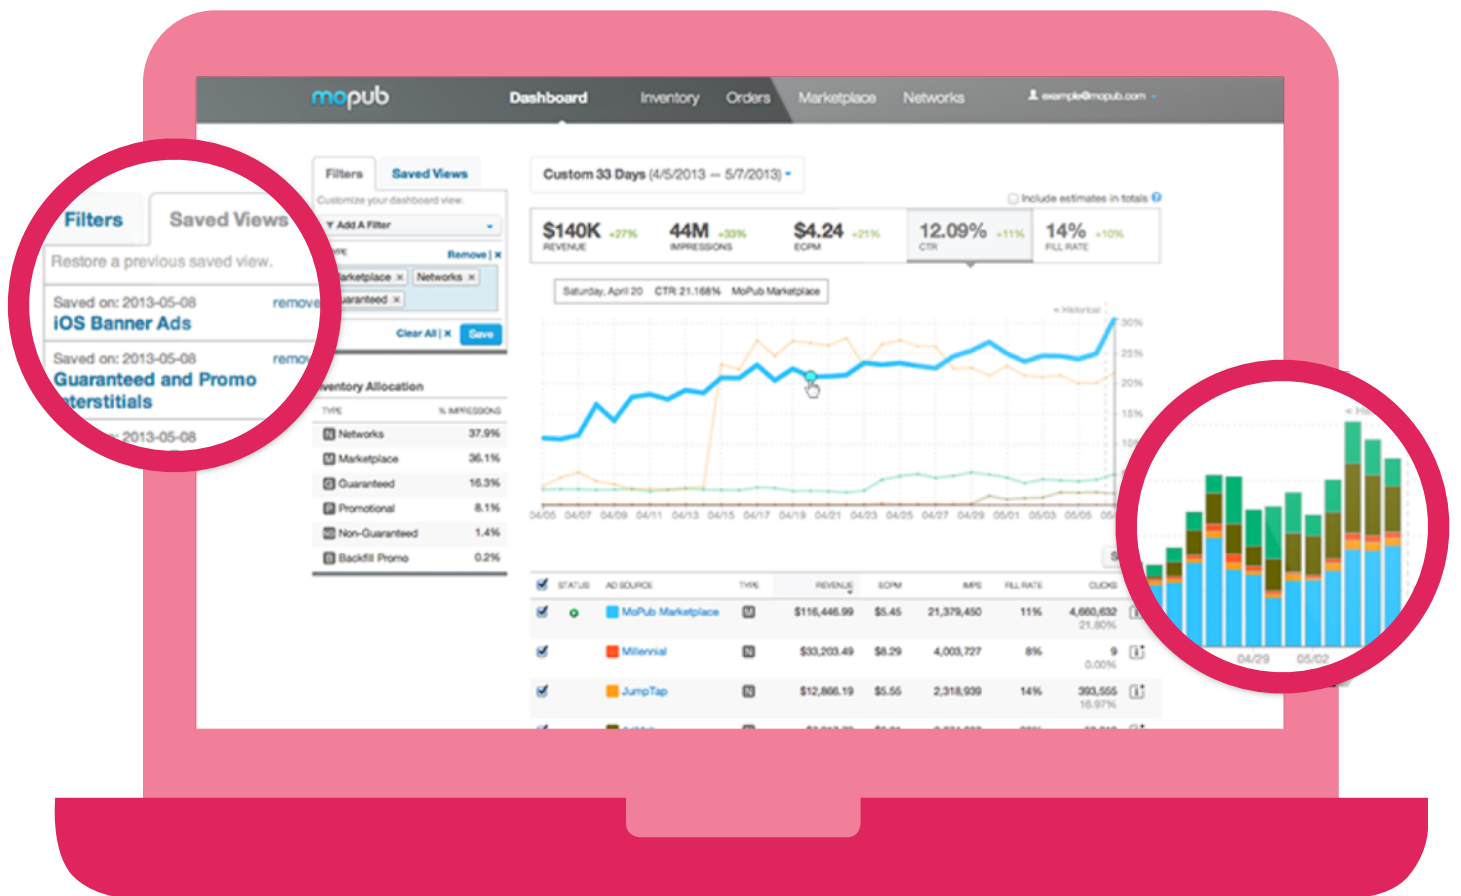 mopub
Dashboard
Inventory
Orders
Marketplace
Networks
example@mopub.com
Filters
Saved Views
Customize your dashboard view.
Add A Filter
Remove | ×
Networks ×
Clear All | ×
Save
Filters
Saved Views
Restore a previous saved view.
Saved on: 2013-05-08
remove
iOS Banner Ads
Saved on: 2013-05-08
Guaranteed and Promo
2013-05-08
TYPE % IMPRESSIONS
N Networks 37.9%
M Marketplace 36.1%
G Guaranteed 16.3%
P Promotional 8.1%
Non-Guaranteed 1.4%
B Backfill Promo 0.2%
Custom 33 Days (4/5/2013 — 5/7/2013)
Include estimates in totals
$140K +27%
REVENUE
44M +33%
IMPRESSIONS
$4.24 +21%
ECPM
12.09% +11%
CTR
14% +10%
FILL RATE
Saturday, April 20 CTR: 21.168% MoPub Marketplace
« Historical
30%
25%
20%
15%
04/05 04/07 04/09 04/11 04/13 04/15 04/17 04/19 04/21 04/23 04/25 04/27 04/29 05/01 05/03 05/05
STATUS AD SOURCE TYPE REVENUE ECPM IMPS FILL RATE CLICKS
MoPub Marketplace M $116,446.99 $5.45 21,379,450 11% 4,660,632
21.80%
Millennial N $33,203.49 $8.29 4,003,727 8% 9
0.00%
JumpTap N $12,866.19 $5.55 2,318,939 14% 393,555
16.97%
04/29 05/02